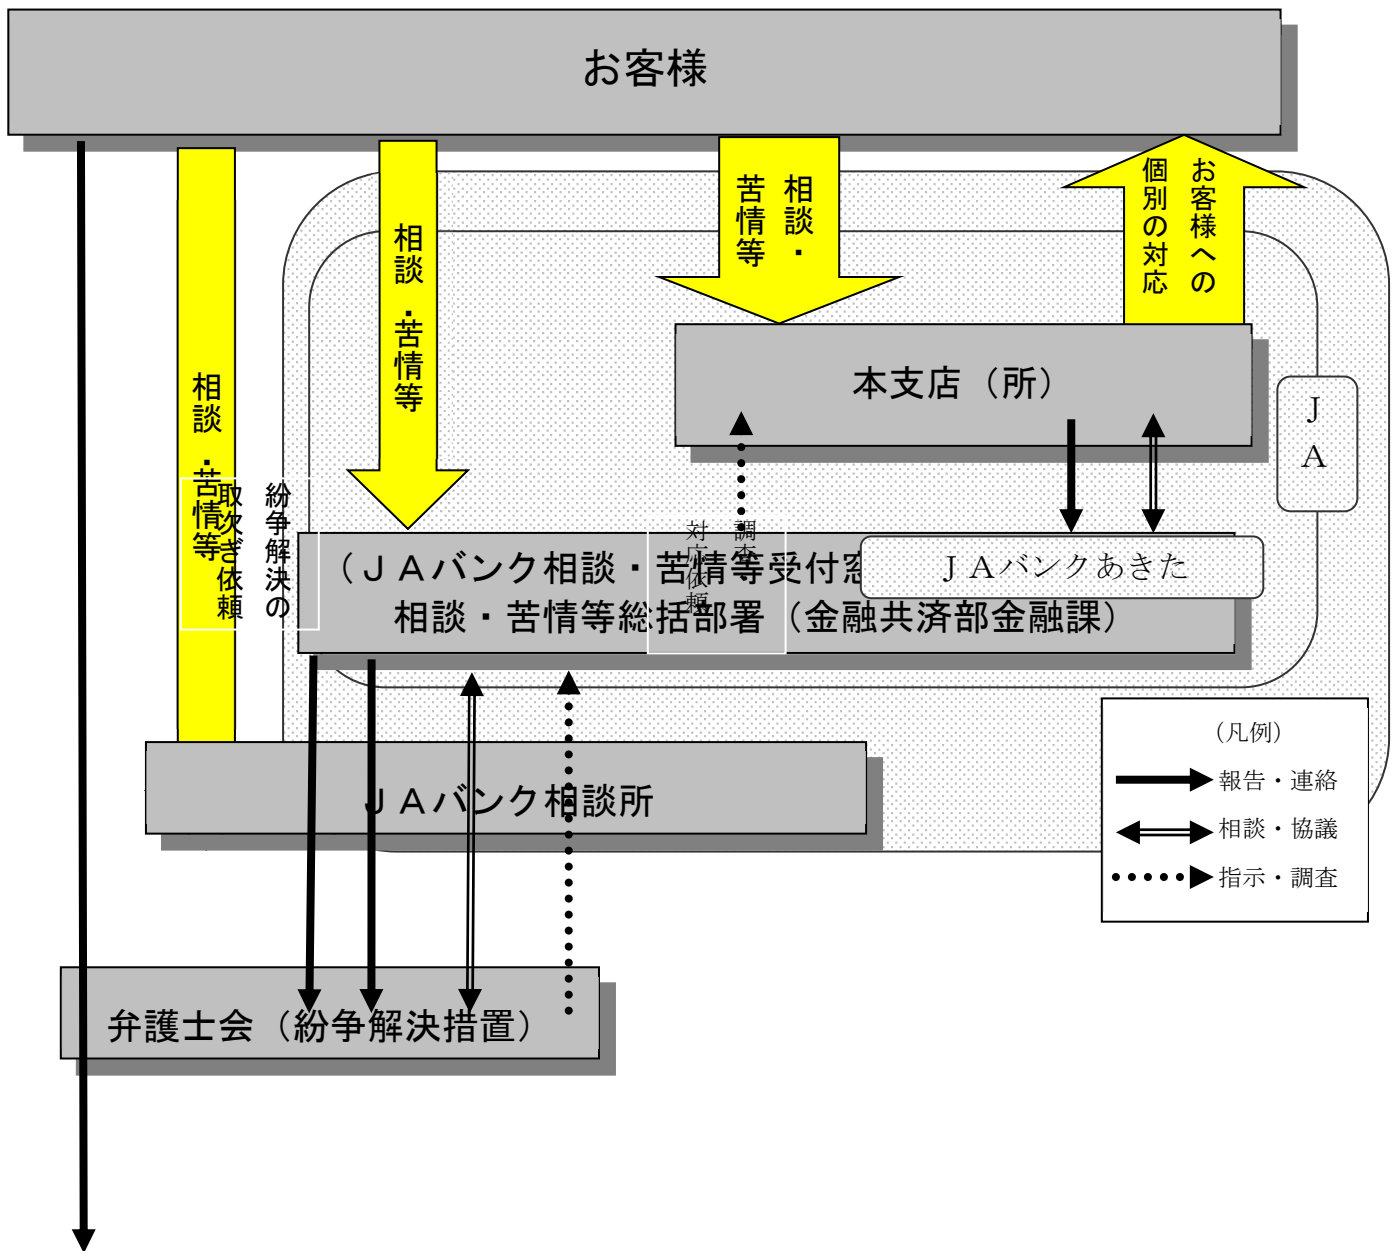 お客様
相談・苦情等
相談・苦情等
相談・
苦情等
お客様への
個別の対応
本支店（所）
ＪＡ
紛争解決の
取次ぎ依頼
調査・
対応依頼
（ＪＡバンク相談・苦情等受付窓
相談・苦情等総括部署（金融共済部金融課）
ＪＡバンクあきた
ＪＡバンク相談所
弁護士会（紛争解決措置）
（凡例）
報告・連絡
相談・協議
指示・調査